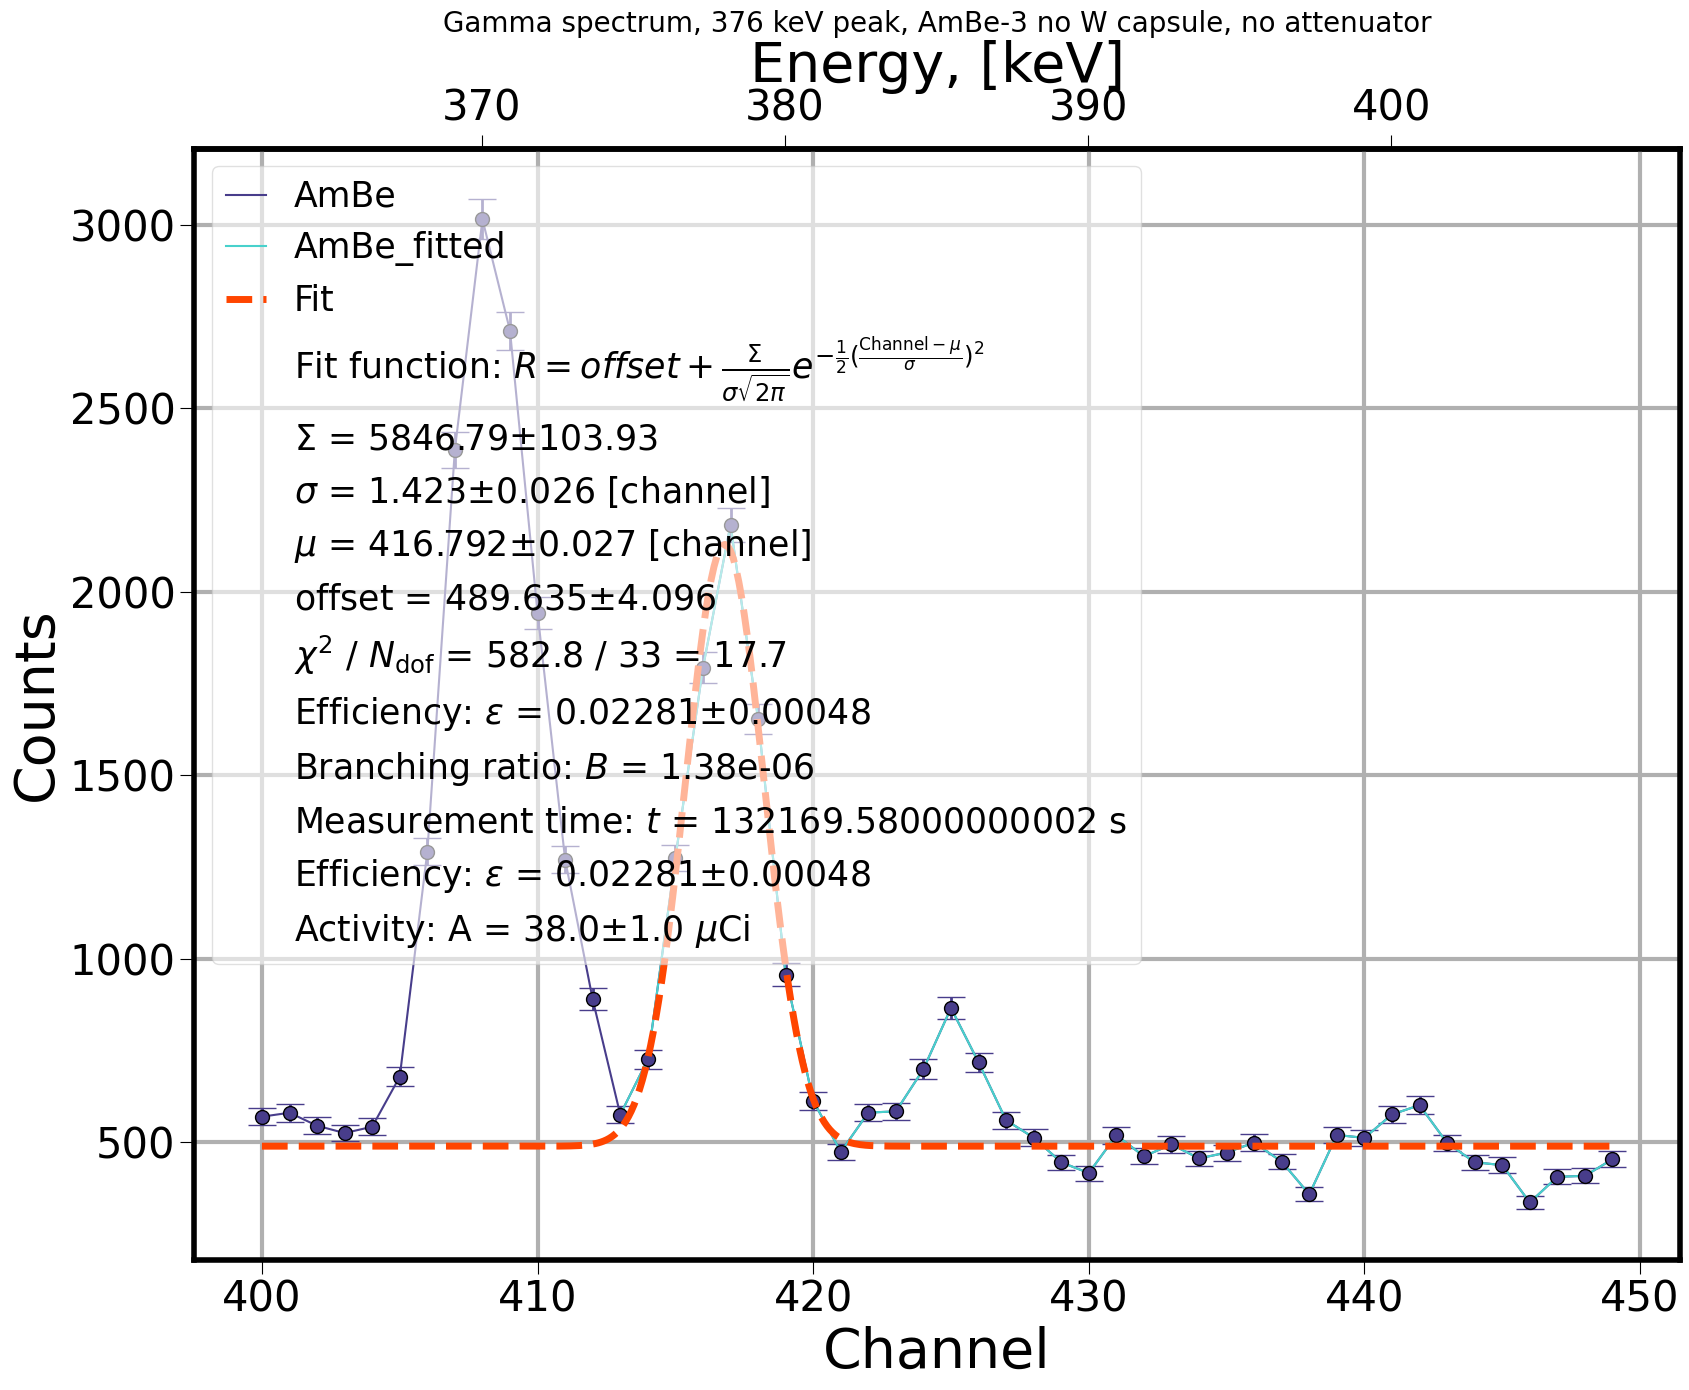 Gamma spectrum, 376 keV peak, AmBe-3 no W capsule, no attenuator
Energy, [keV]
370 380 390 400
AmBe
AmBe_fitted
Fit
Fit function: R = offset + \frac{Σ}{σ\sqrt{2π}} e^{-\frac{1}{2}(\frac{Channel - μ}{σ})^2}
Σ = 5846.79±103.93
σ = 1.423±0.026 [channel]
μ = 416.792±0.027 [channel]
offset = 489.635±4.096
χ² / N_dof = 582.8 / 33 = 17.7
Efficiency: ε = 0.02281±0.00048
Branching ratio: B = 1.38e-06
Measurement time: t = 132169.58000000002 s
Efficiency: ε = 0.02281±0.00048
Activity: A = 38.0±1.0 μCi
Counts
3000
2500
2000
1500
1000
500
400 410 420 430 440 450
Channel